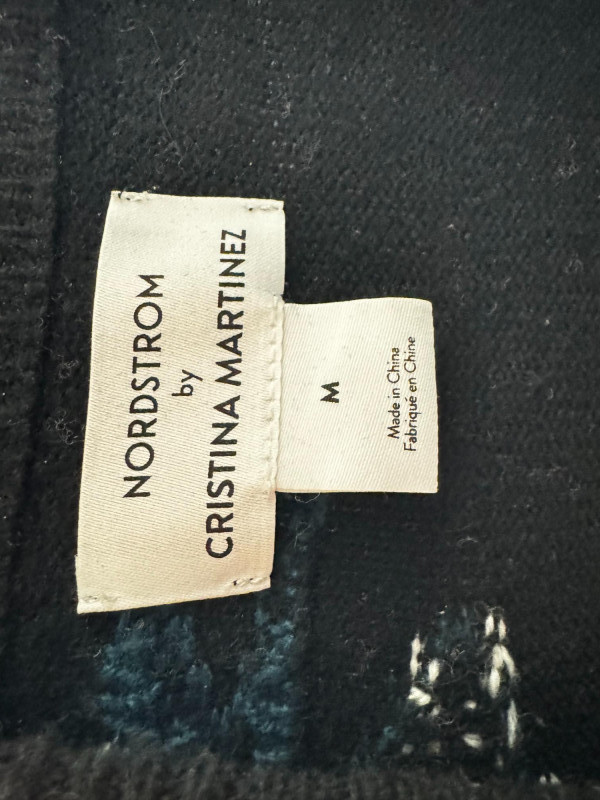 NORDSTROM
by
CRISTINA MARTINEZ
M
Made in China
Fabriqué en Chine